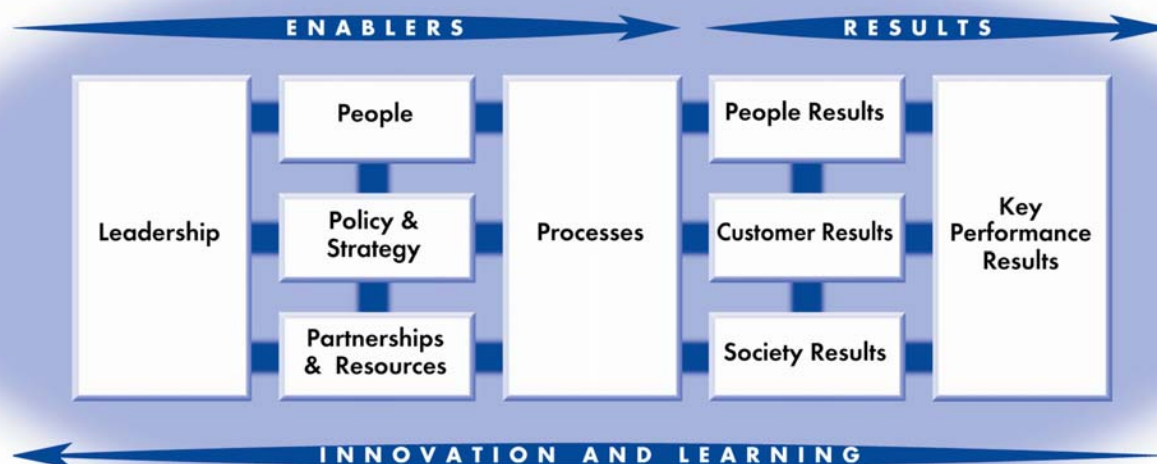 ENABLERS
RESULTS
Leadership
People
Policy &
Strategy
Partnerships
& Resources
Processes
People Results
Customer Results
Society Results
Key
Performance
Results
INNOVATION AND LEARNING